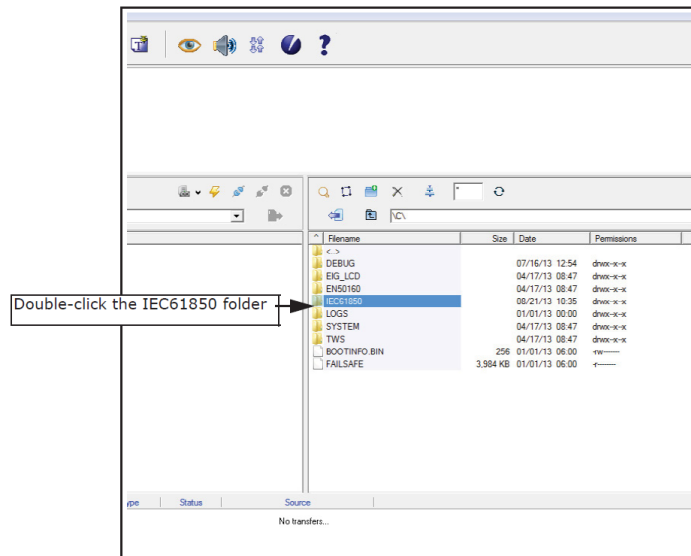 \C\
^ Filename Size Date Permissions
<..>
DEBUG 07/16/13 12:54 drwx-x-x
EIG_LCD 04/17/13 08:47 drwx-x-x
EN50160 04/17/13 08:47 drwx-x-x
Double-click the IEC61850 folder
IEC61850 08/21/13 10:35 drwx-x-x
LOGS 01/01/13 00:00 drwx-x-x
SYSTEM 04/17/13 08:47 drwx-x-x
TWS 04/17/13 08:47 drwx-x-x
BOOTINFO.BIN 256 01/01/13 06:00 -rw------
FAILSAFE 3,984 KB 01/01/13 06:00 -r------
ype Status Source
No transfers...